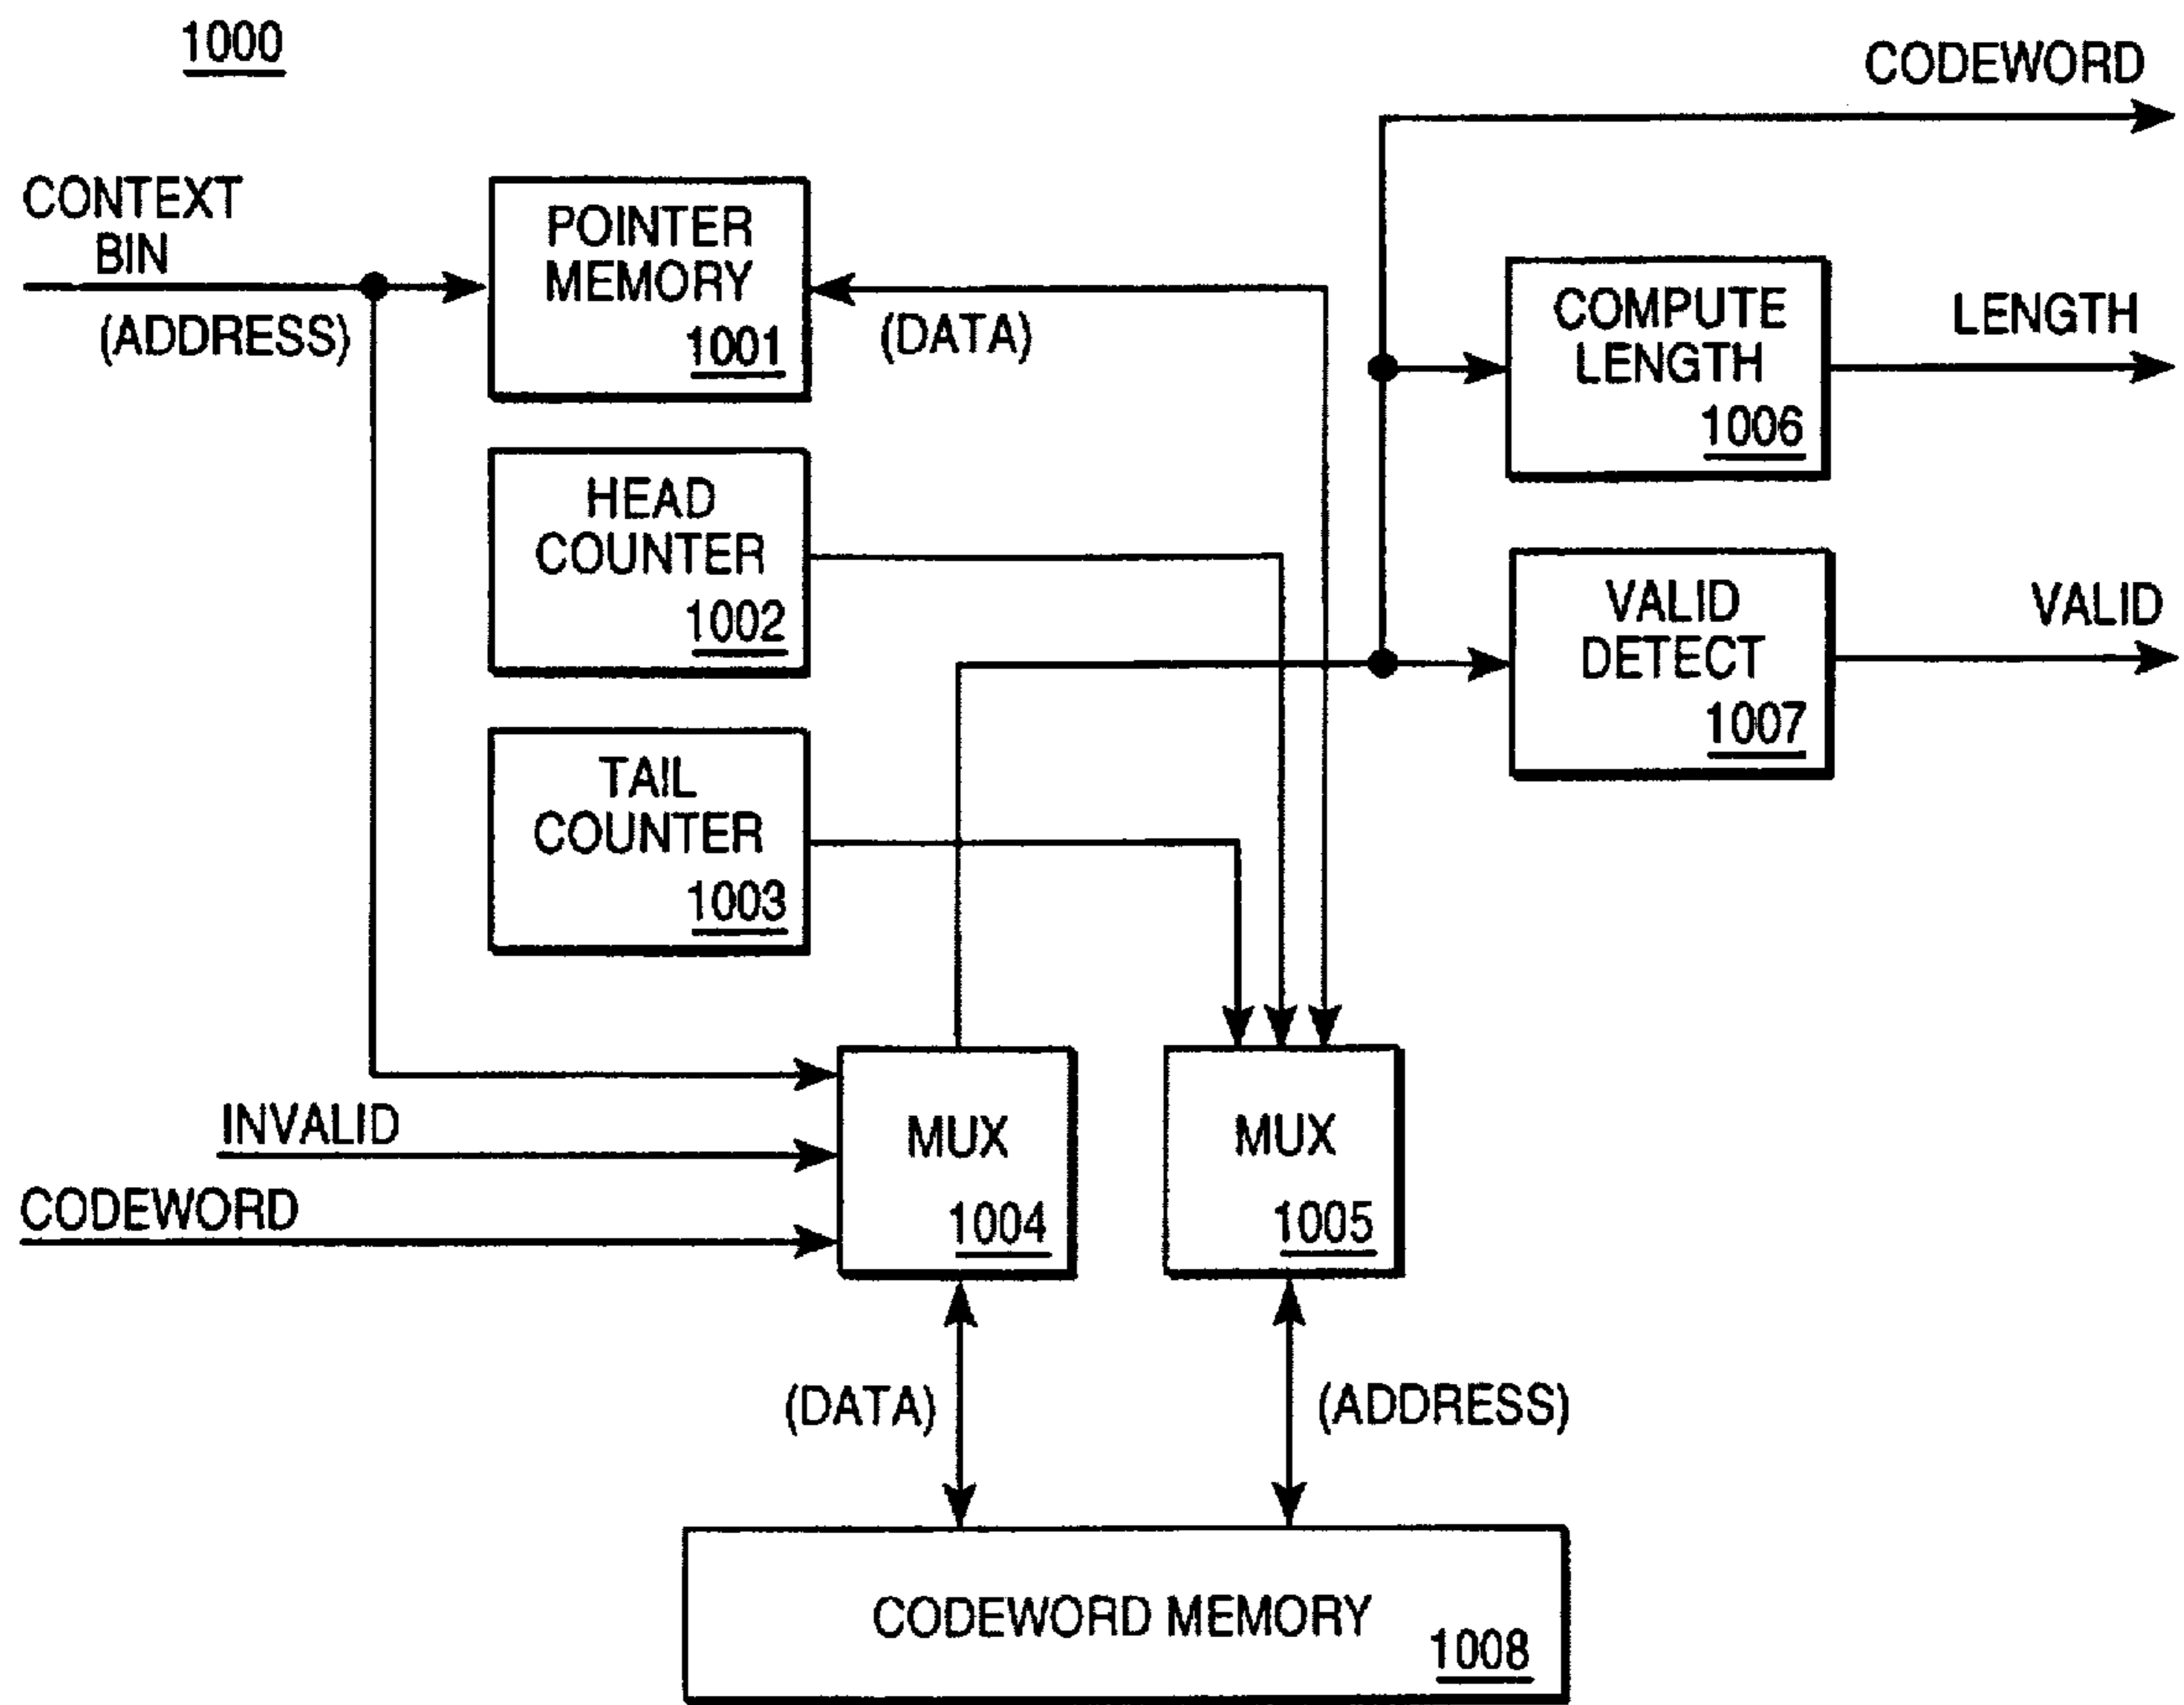 1000
CODEWORD
CONTEXT
BIN
(ADDRESS)
POINTER
MEMORY
1001
(DATA)
COMPUTE
LENGTH
1006
LENGTH
HEAD
COUNTER
1002
VALID
DETECT
1007
VALID
TAIL
COUNTER
1003
INVALID
CODEWORD
MUX
1004
MUX
1005
(DATA)
(ADDRESS)
CODEWORD MEMORY
1008